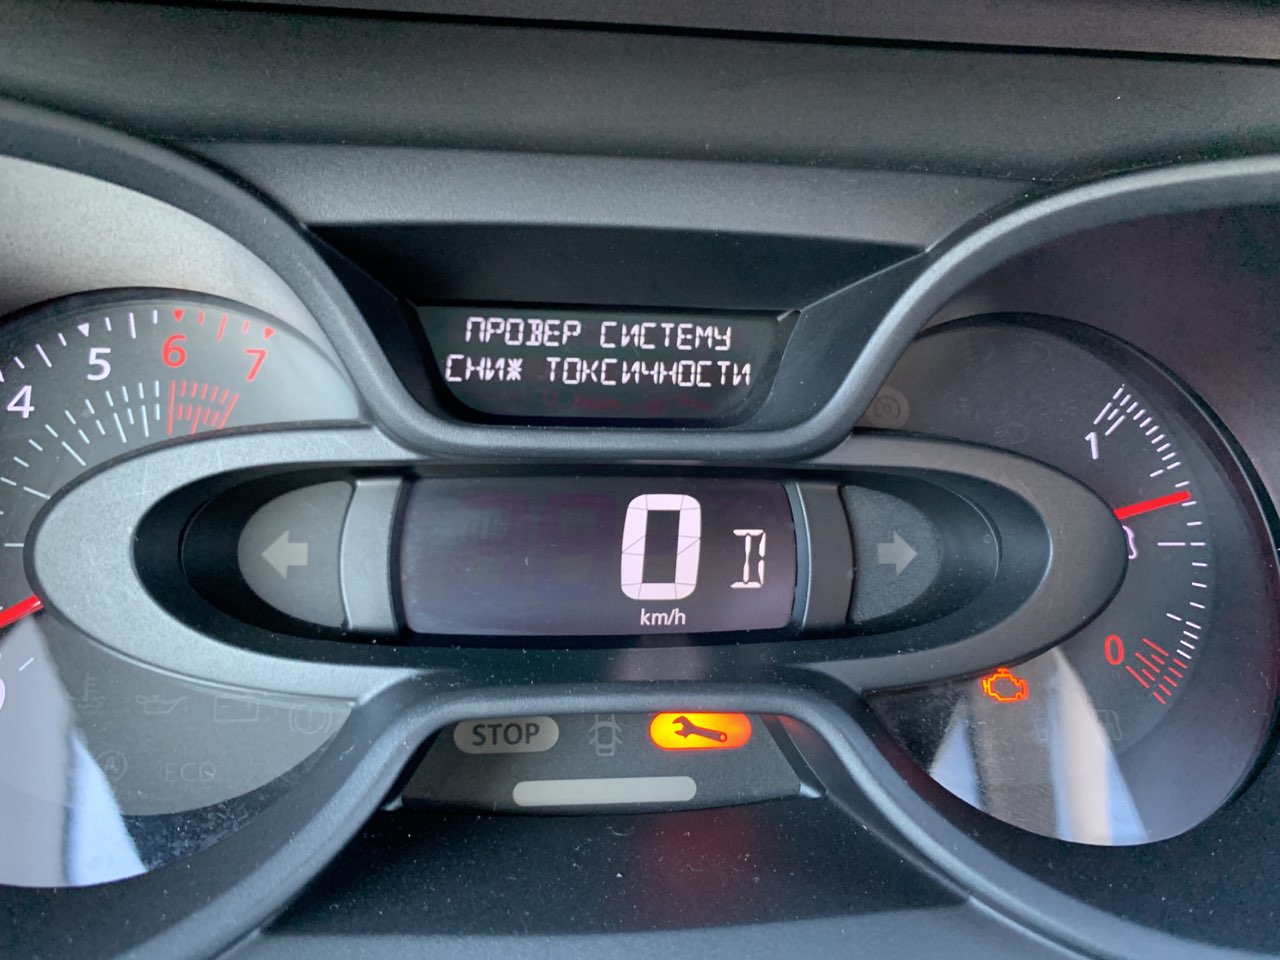 ПРОВЕР СИСТЕМУ
СНИЖ ТОКСИЧНОСТИ
4
5
6
7
1
0
0 D
km/h
STOP
ECO